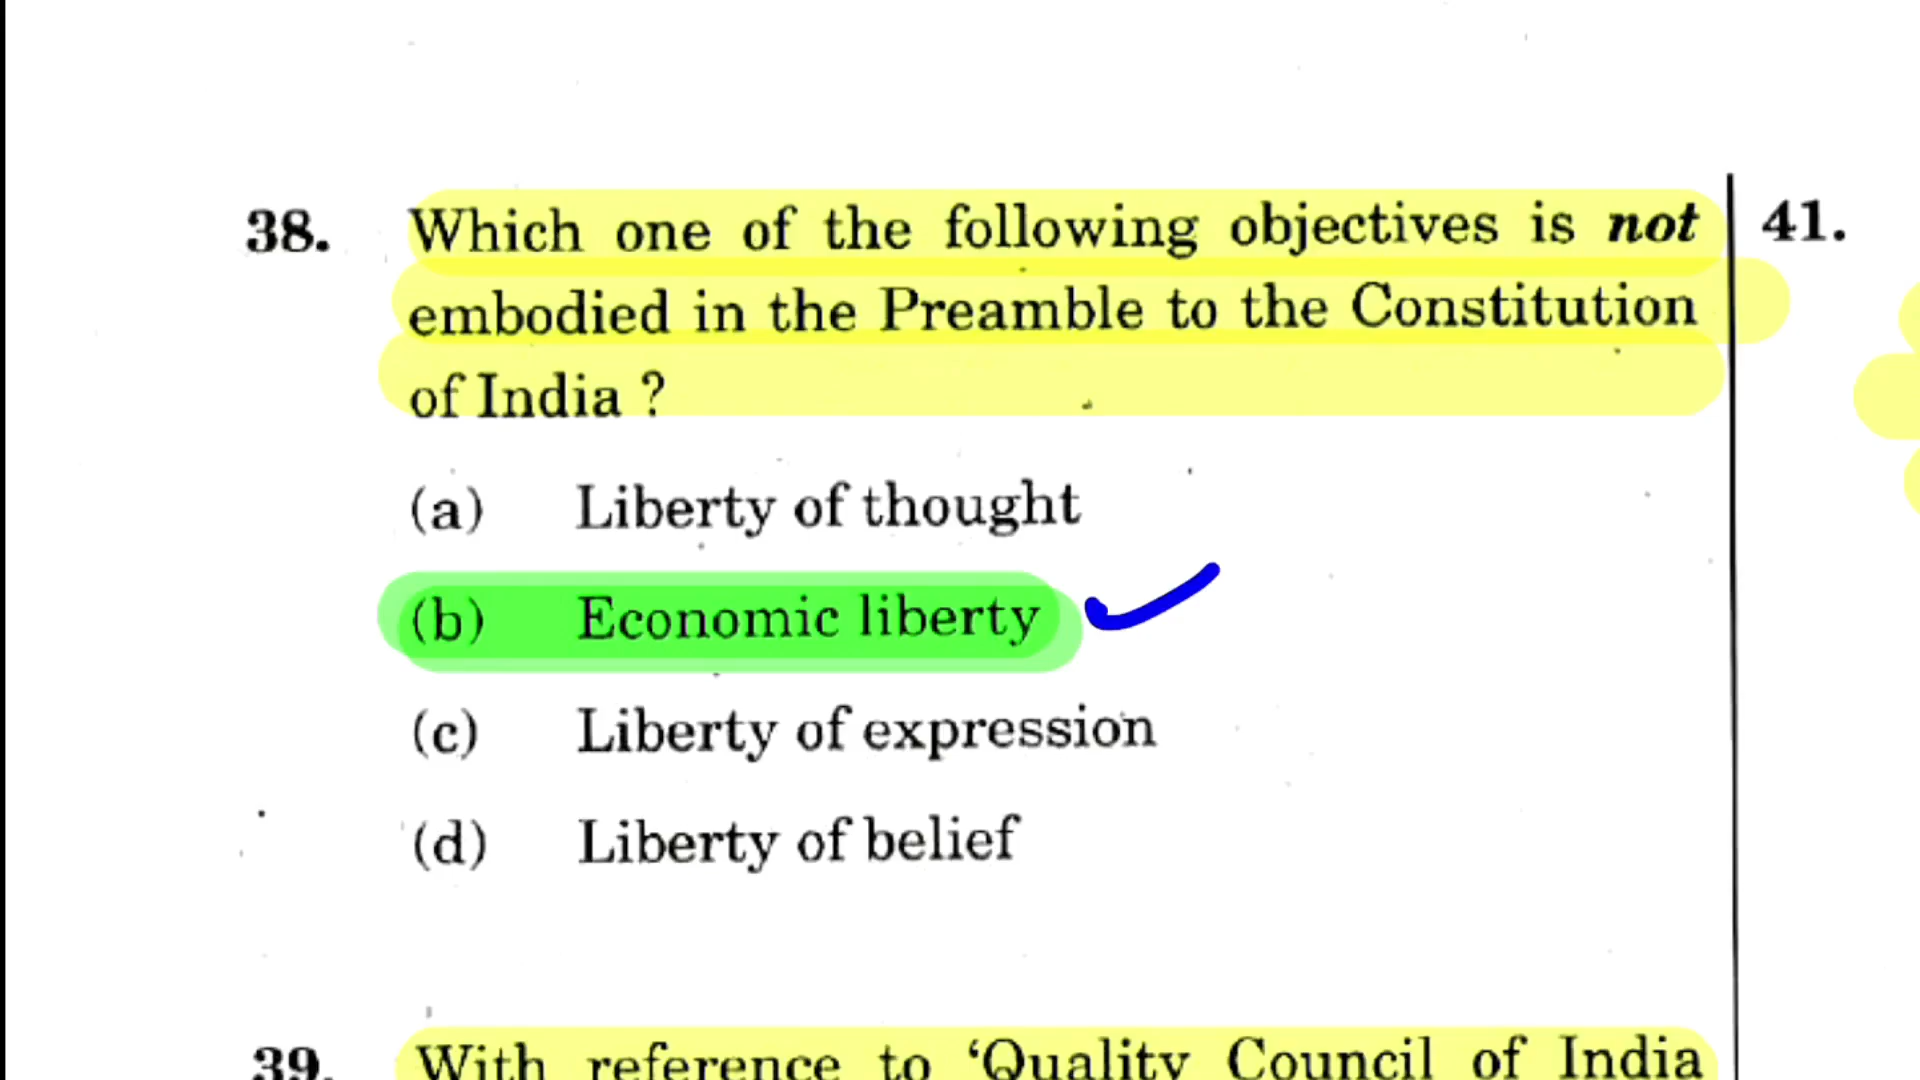 38. Which one of the following objectives is not
embodied in the Preamble to the Constitution
of India ?
(a) Liberty of thought
(b) Economic liberty
(c) Liberty of expression
(d) Liberty of belief
39. With reference to ‘Quality Council of India
41.